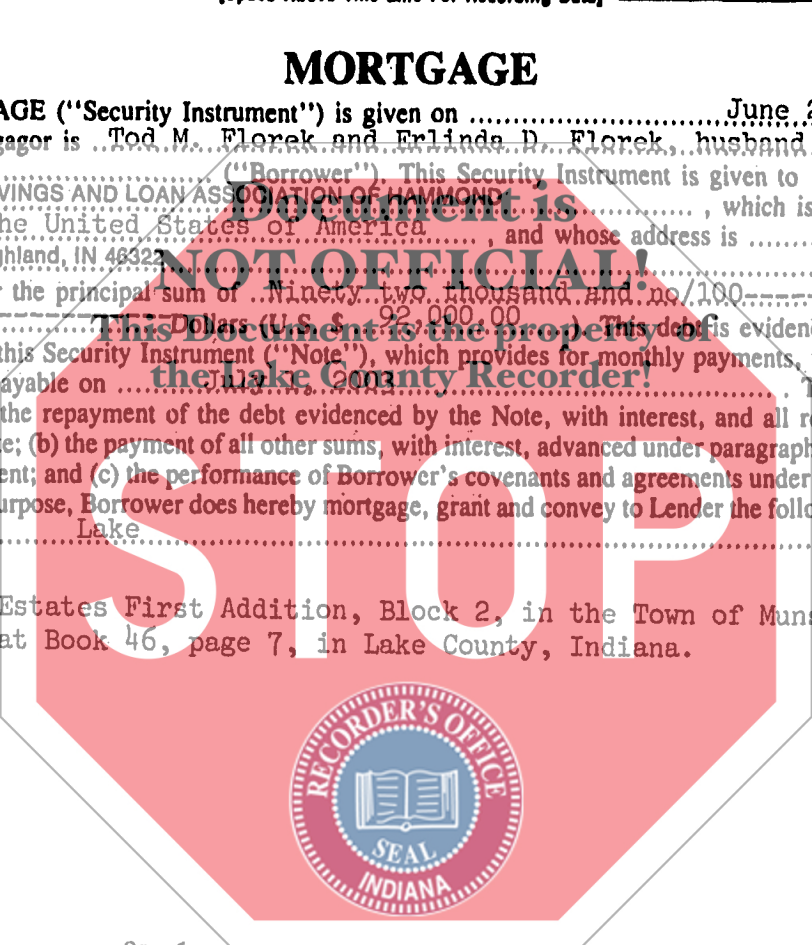 MORTGAGE
AGE ("Security Instrument") is given on ........ June 2
gagor is Tod M. Florek and Erlinda D. Florek, husband
("Borrower"). This Security Instrument is given to
VINGS AND LOAN ASSOCIATION OF HAMMOND ........ , which is
he United States of America ........ , and whose address is ........
ghland, IN 46322
the principal sum of Ninety two thousand and no/100----
Dollars (U.S. $ 92,000.00 ). This debt is eviden
this Security Instrument ("Note"), which provides for monthly payments,
ayable on ........ July 1, 2003 ........
the repayment of the debt evidenced by the Note, with interest, and all r
e; (b) the payment of all other sums, with interest, advanced under paragraph
ent; and (c) the performance of Borrower's covenants and agreements under
urpose, Borrower does hereby mortgage, grant and convey to Lender the follo
Lake
Estates First Addition, Block 2, in the Town of Muns
at Book 46, page 7, in Lake County, Indiana.
Document is
NOT OFFICIAL!
This Document is the property of
the Lake County Recorder!
STOP
RECORDER'S OFFICE
SEAL
INDIANA